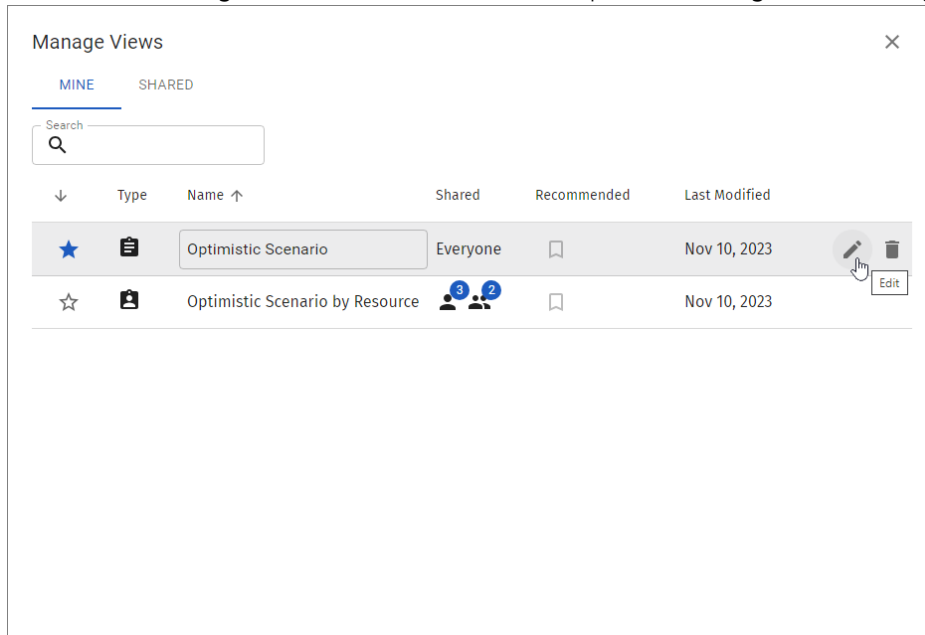 Manage Views
MINE SHARED
Search
Type Name Shared Recommended Last Modified
Optimistic Scenario Everyone Nov 10, 2023
Edit
Optimistic Scenario by Resource 3 2 Nov 10, 2023